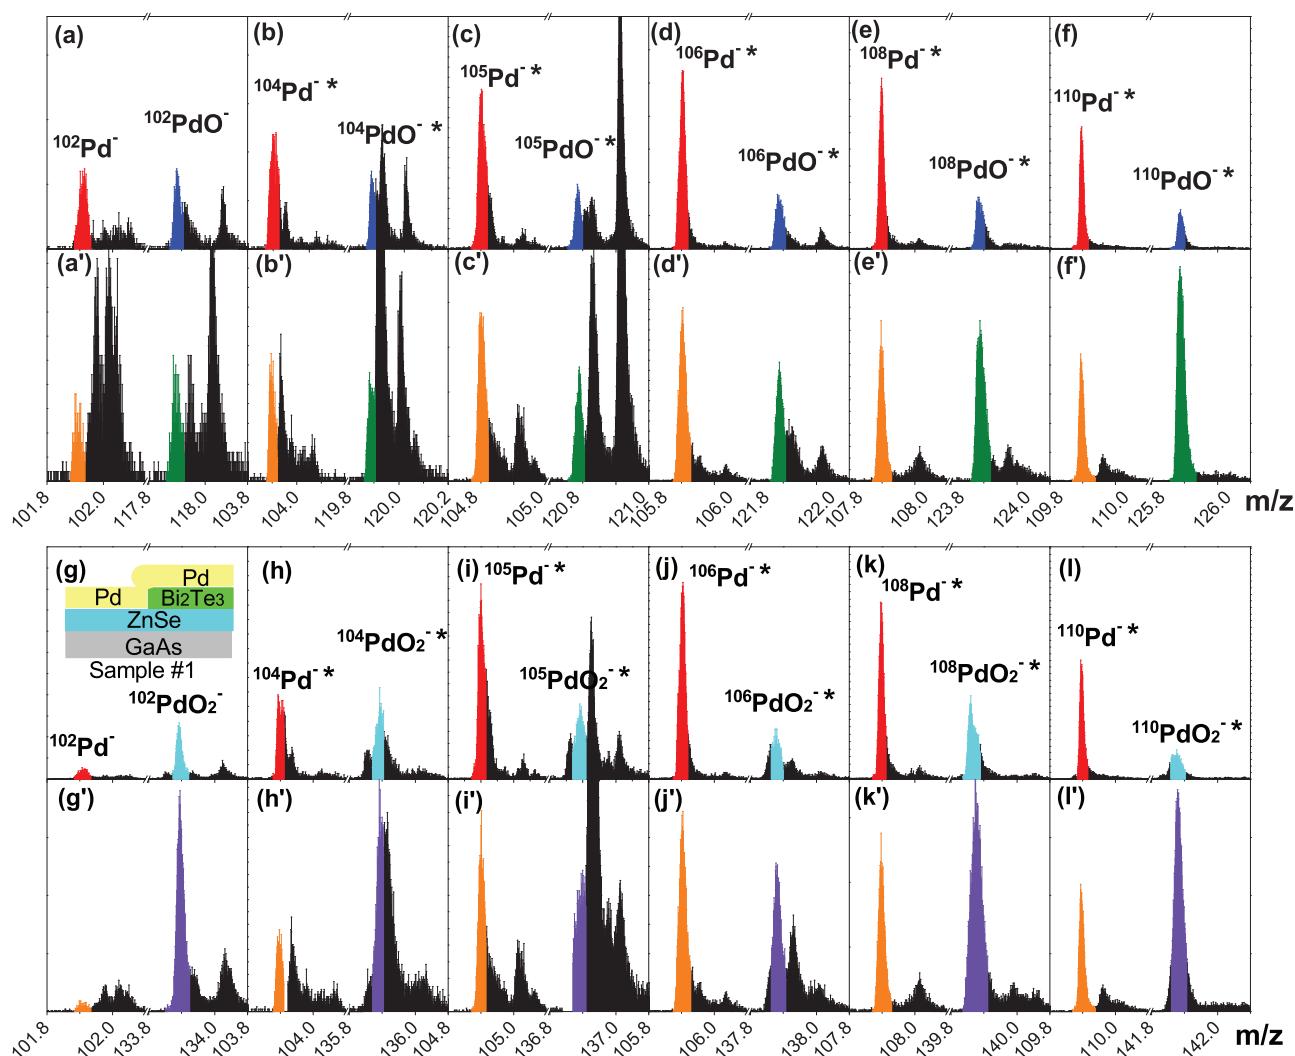 (a) (b) (c) (d) (e) (f)
¹⁰²Pd⁻ ¹⁰²PdO⁻ ¹⁰⁴Pd⁻ * ¹⁰⁴PdO⁻ * ¹⁰⁵Pd⁻ * ¹⁰⁵PdO⁻ * ¹⁰⁶Pd⁻ * ¹⁰⁶PdO⁻ * ¹⁰⁸Pd⁻ * ¹⁰⁸PdO⁻ * ¹¹⁰Pd⁻ * ¹¹⁰PdO⁻ *
(a') (b') (c') (d') (e') (f')
101.8 102.0 117.8 118.0 103.8 104.0 119.8 120.0 120.2 104.8 105.0 120.8 121.0 105.8 106.0 121.8 122.0 107.8 108.0 123.8 124.0 109.8 110.0 125.8 126.0 m/z
(g) (h) (i) (j) (k) (l)
Pd
Pd Bi₂Te₃
ZnSe
GaAs
Sample #1
¹⁰²Pd⁻ ¹⁰²PdO₂⁻ ¹⁰⁴Pd⁻ * ¹⁰⁴PdO₂⁻ * ¹⁰⁵Pd⁻ * ¹⁰⁵PdO₂⁻ * ¹⁰⁶Pd⁻ * ¹⁰⁶PdO₂⁻ * ¹⁰⁸Pd⁻ * ¹⁰⁸PdO₂⁻ * ¹¹⁰Pd⁻ * ¹¹⁰PdO₂⁻ *
(g') (h') (i') (j') (k') (l')
101.8 102.0 133.8 134.0 103.8 104.0 135.8 136.0 104.8 105.0 136.8 137.0 105.8 106.0 137.8 138.0 107.8 108.0 139.8 140.0 109.8 110.0 141.8 142.0 m/z